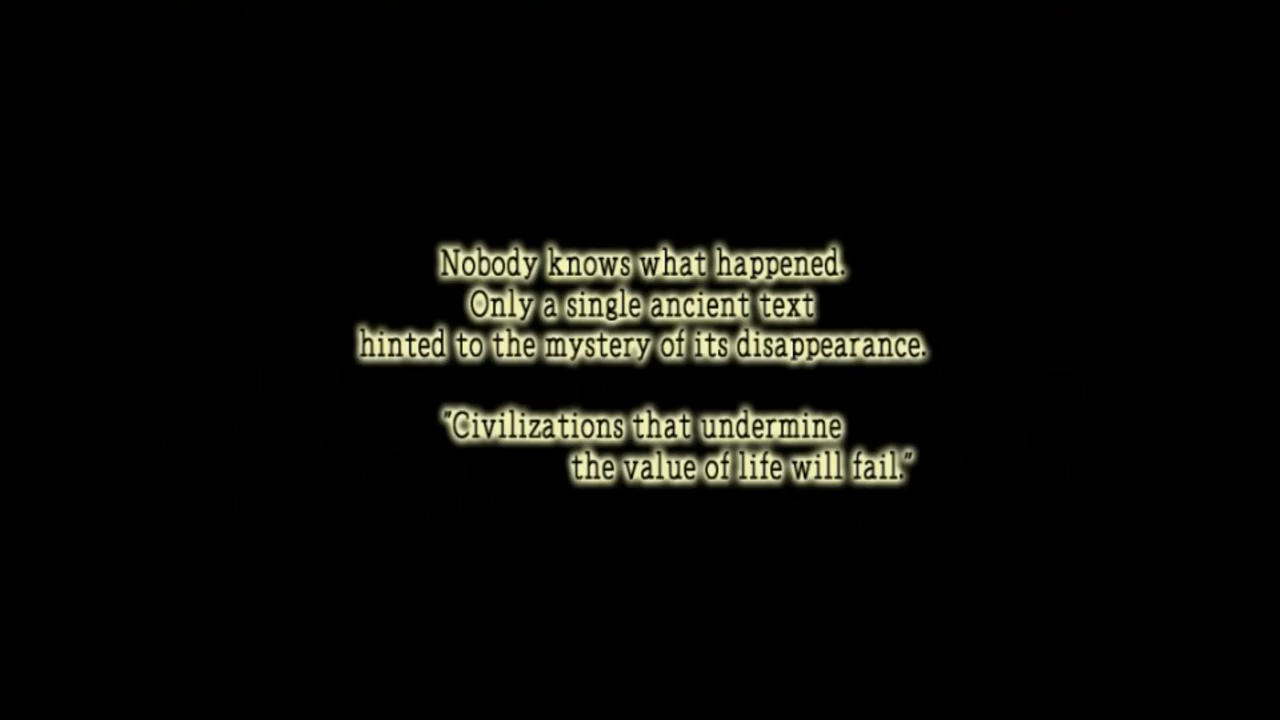 Nobody knows what happened.
Only a single ancient text
hinted to the mystery of its disappearance.
"Civilizations that undermine
the value of life will fail."